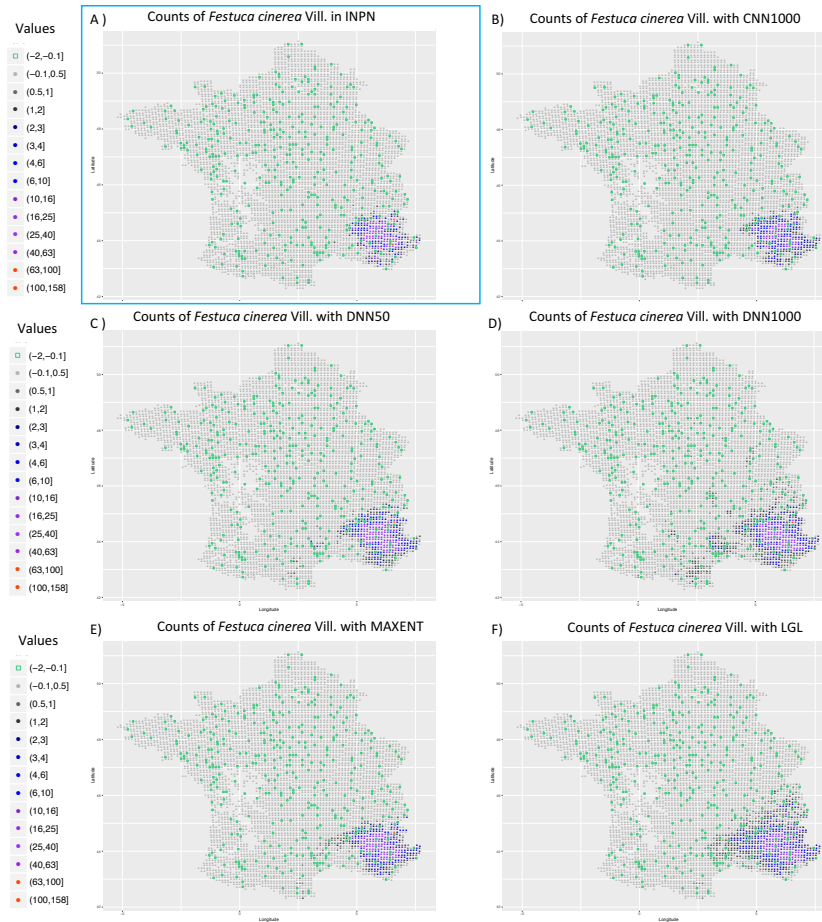 A ) Counts of Festuca cinerea Vill. in INPN
B) Counts of Festuca cinerea Vill. with CNN1000
Values
(−2,−0.1]
(−0.1,0.5]
(0.5,1]
(1,2]
(2,3]
(3,4]
(4,6]
(6,10]
(10,16]
(16,25]
(25,40]
(40,63]
(63,100]
(100,158]
Latitude
Latitude
C ) Counts of Festuca cinerea Vill. with DNN50
D) Counts of Festuca cinerea Vill. with DNN1000
Values
(−2,−0.1]
(−0.1,0.5]
(0.5,1]
(1,2]
(2,3]
(3,4]
(4,6]
(6,10]
(10,16]
(16,25]
(25,40]
(40,63]
(63,100]
(100,158]
Latitude
Longitude
Latitude
Longitude
E) Counts of Festuca cinerea Vill. with MAXENT
F) Counts of Festuca cinerea Vill. with LGL
Values
(−2,−0.1]
(−0.1,0.5]
(0.5,1]
(1,2]
(2,3]
(3,4]
(4,6]
(6,10]
(10,16]
(16,25]
(25,40]
(40,63]
(63,100]
(100,158]
Latitude
Longitude
Latitude
Longitude